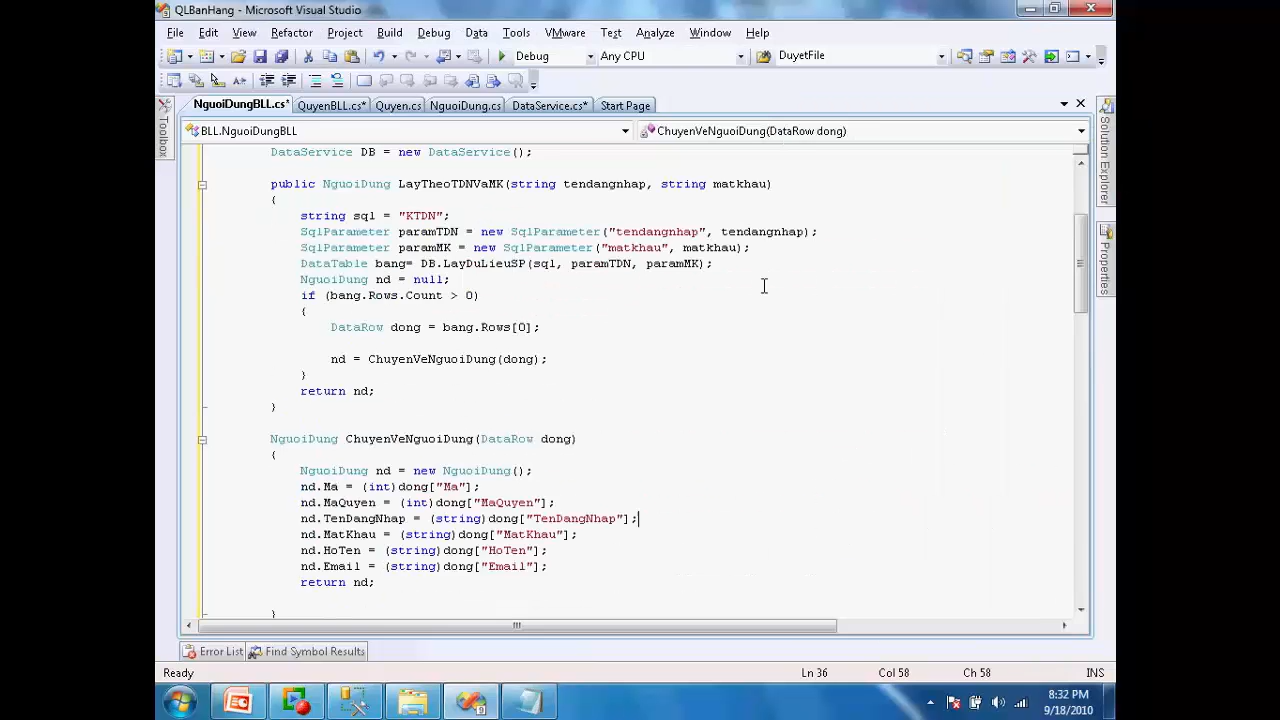 QLBanHang - Microsoft Visual Studio
File Edit View Refactor Project Build Debug Data Tools VMware Test Analyze Window Help
Debug Any CPU DuyetFile
NguoiDungBLL.cs* QuyenBLL.cs* Quyen.cs NguoiDung.cs DataService.cs* Start Page
Toolbox
Solution Explorer
Properties
BLL.NguoiDungBLL ChuyenVeNguoiDung(DataRow dong)
DataService DB = new DataService();
public NguoiDung LayTheoTDNVaMK(string tendangnhap, string matkhau)
{
string sql = "KTDN";
SqlParameter paramTDN = new SqlParameter("tendangnhap", tendangnhap);
SqlParameter paramMK = new SqlParameter("matkhau", matkhau);
DataTable bang= DB.LayDuLieuSP(sql, paramTDN, paramMK);
NguoiDung nd = null;
if (bang.Rows.Count > 0)
{
DataRow dong = bang.Rows[0];
nd = ChuyenVeNguoiDung(dong);
}
return nd;
}
NguoiDung ChuyenVeNguoiDung(DataRow dong)
{
NguoiDung nd = new NguoiDung();
nd.Ma = (int)dong["Ma"];
nd.MaQuyen = (int)dong["MaQuyen"];
nd.TenDangNhap = (string)dong["TenDangNhap"];
nd.MatKhau = (string)dong["MatKhau"];
nd.HoTen = (string)dong["HoTen"];
nd.Email = (string)dong["Email"];
return nd;
}
Error List Find Symbol Results
Ready Ln 36 Col 58 Ch 58 INS
8:32 PM
9/18/2010